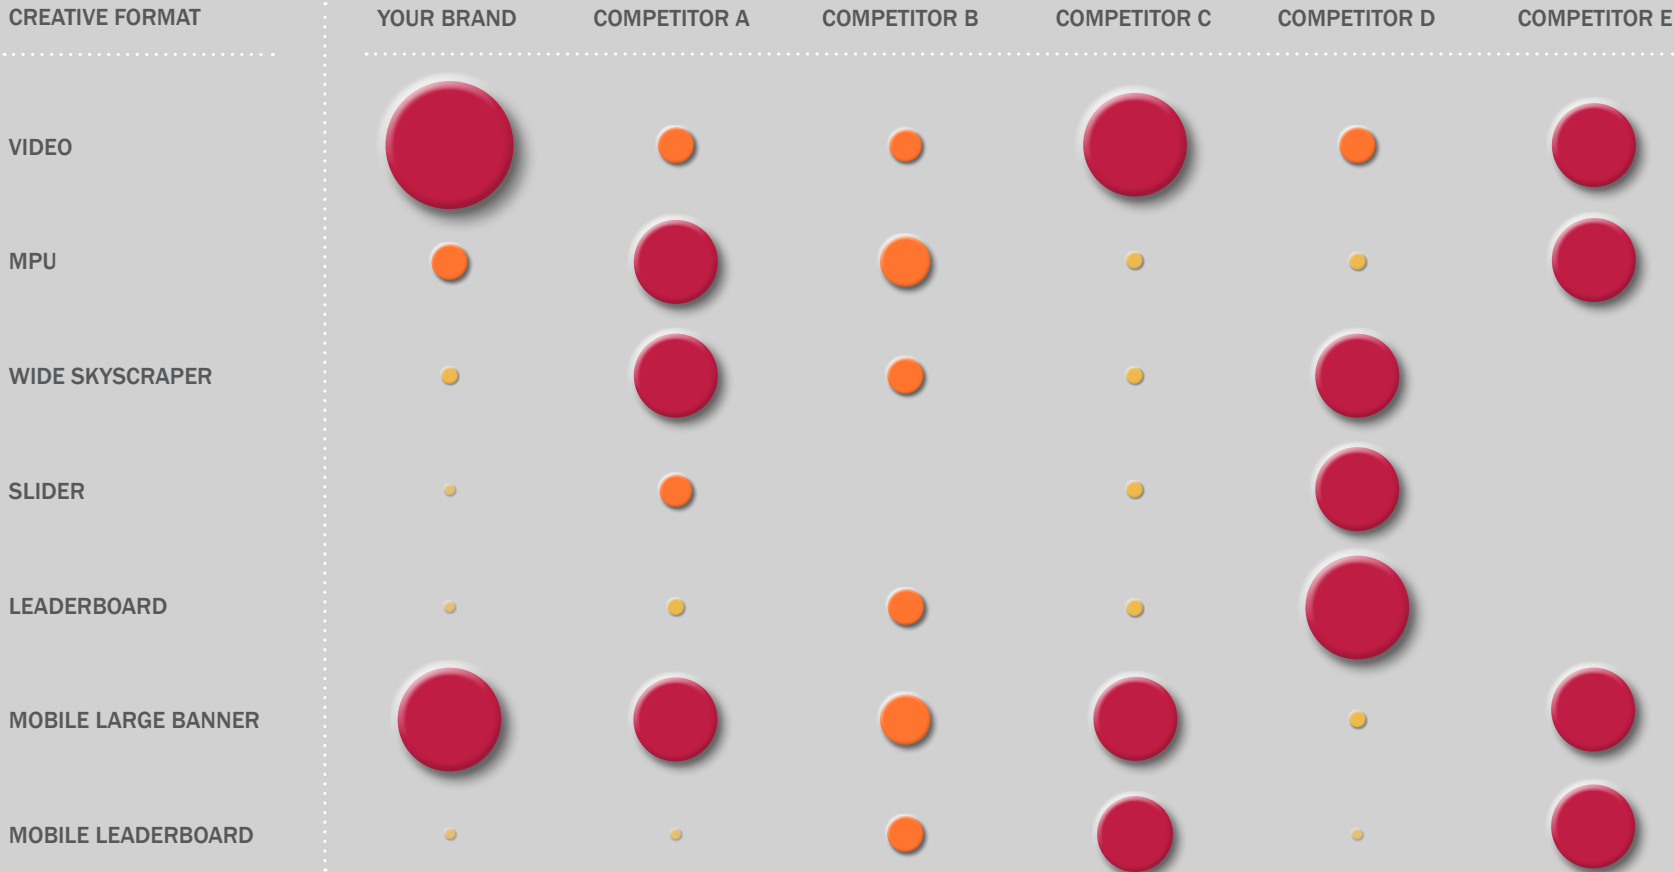 CREATIVE FORMAT YOUR BRAND COMPETITOR A COMPETITOR B COMPETITOR C COMPETITOR D COMPETITOR E
VIDEO
MPU
WIDE SKYSCRAPER
SLIDER
LEADERBOARD
MOBILE LARGE BANNER
MOBILE LEADERBOARD